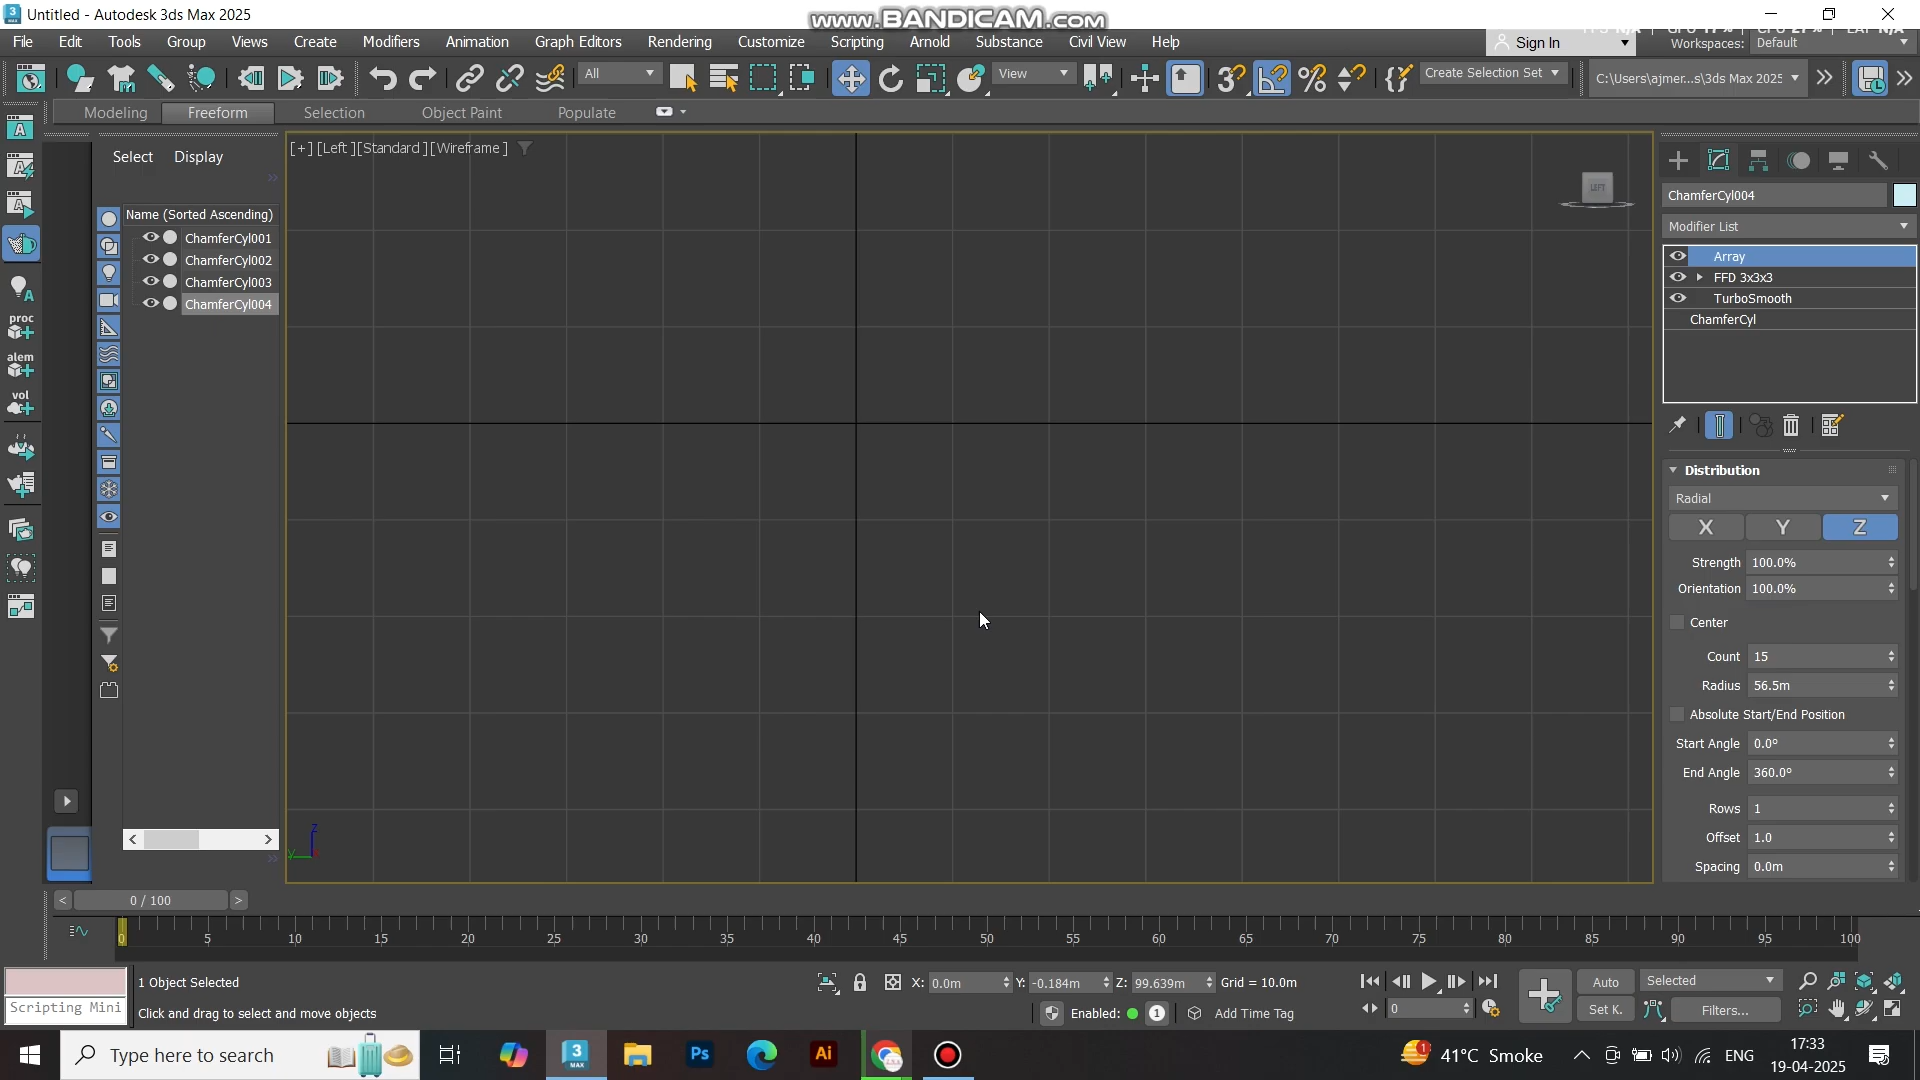 Untitled - Autodesk 3ds Max 2025
www.BANDICAM.com
File Edit Tools Group Views Create Modifiers Animation Graph Editors Rendering Customize Scripting Arnold Substance Civil View Help
Sign In
Workspaces: Default
All
View
Create Selection Set
C:\Users\ajmer...s\3ds Max 2025
Modeling Freeform Selection Object Paint Populate
Select Display
[+] [Left ][Standard ][Wireframe ]
LEFT
Name (Sorted Ascending)
ChamferCyl001
ChamferCyl002
ChamferCyl003
ChamferCyl004
proc
alem
vol
ChamferCyl004
Modifier List
Array
FFD 3x3x3
TurboSmooth
ChamferCyl
Distribution
Radial
X Y Z
Strength 100.0%
Orientation 100.0%
Center
Count 15
Radius 56.5m
Absolute Start/End Position
Start Angle 0.0°
End Angle 360.0°
Rows 1
Offset 1.0
Spacing 0.0m
z
y
0 / 100
0 5 10 15 20 25 30 35 40 45 50 55 60 65 70 75 80 85 90 95 100
1 Object Selected
X: 0.0m Y: -0.184m Z: 99.639m Grid = 10.0m
Auto
Selected
Scripting Mini
Click and drag to select and move objects
Enabled: 1
Add Time Tag
0
Set K.
Filters...
Type here to search
41°C Smoke
ENG
17:33
19-04-2025